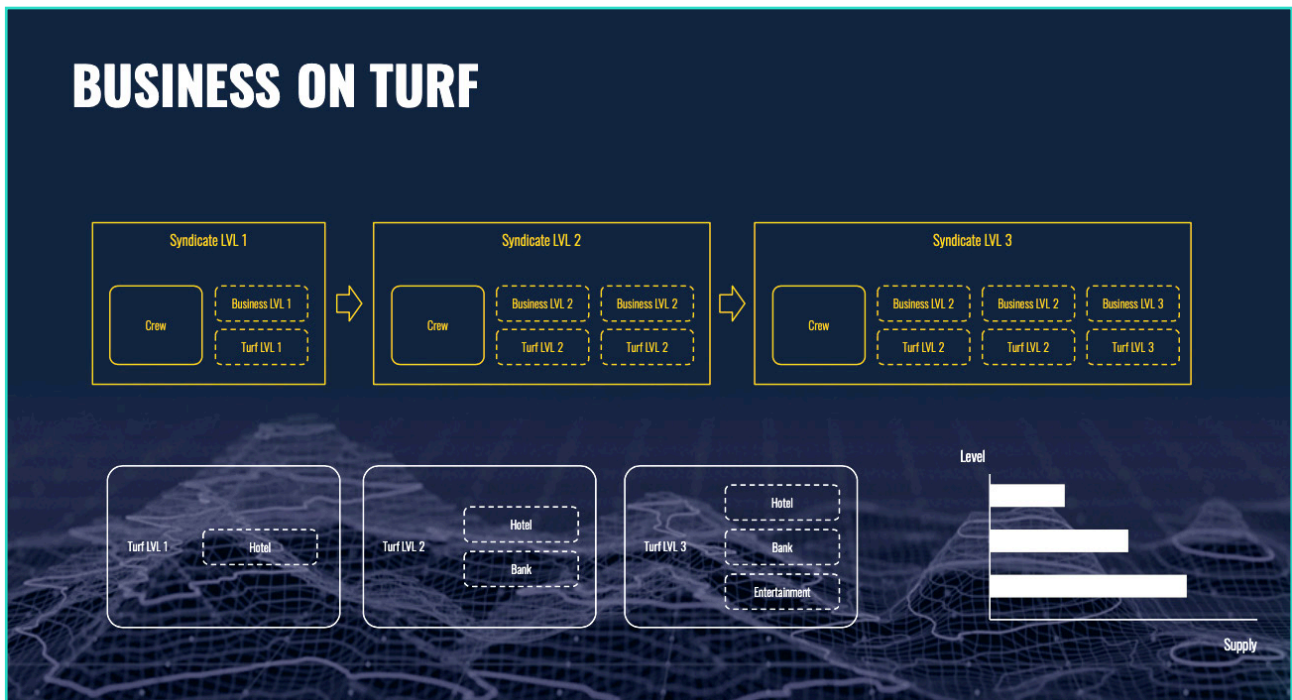 BUSINESS ON TURF
Syndicate LVL 1
Crew
Business LVL 1
Turf LVL 1
Syndicate LVL 2
Crew
Business LVL 2
Business LVL 2
Turf LVL 2
Turf LVL 2
Syndicate LVL 3
Crew
Business LVL 2
Business LVL 2
Business LVL 3
Turf LVL 2
Turf LVL 2
Turf LVL 3
Turf LVL 1
Hotel
Turf LVL 2
Hotel
Bank
Turf LVL 3
Hotel
Bank
Entertainment
Level
Supply